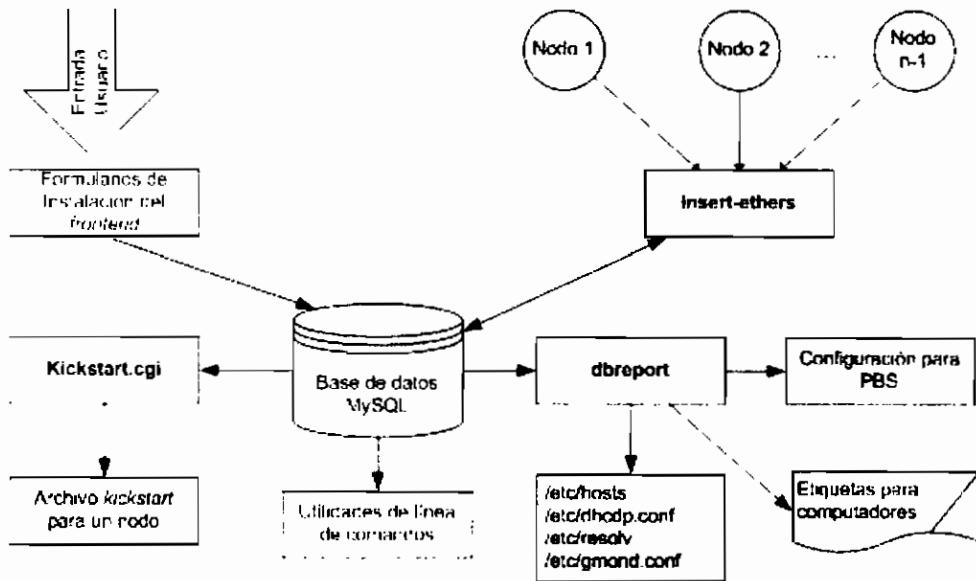 Entrada
Usuario
Nodo 1
Nodo 2
...
Nodo
n-1
Formularios de
Instalación del
frontend
insert-ethers
Kickstart.cgi
Base de datos
MySQL
dbreport
Configuración para
PBS
Archivo kickstart
para un nodo
Utilidades de línea
de comandos
/etc/hosts
/etc/dhcdp.conf
/etc/resolv
/etc/gmond.conf
Etiquetas para
computadores